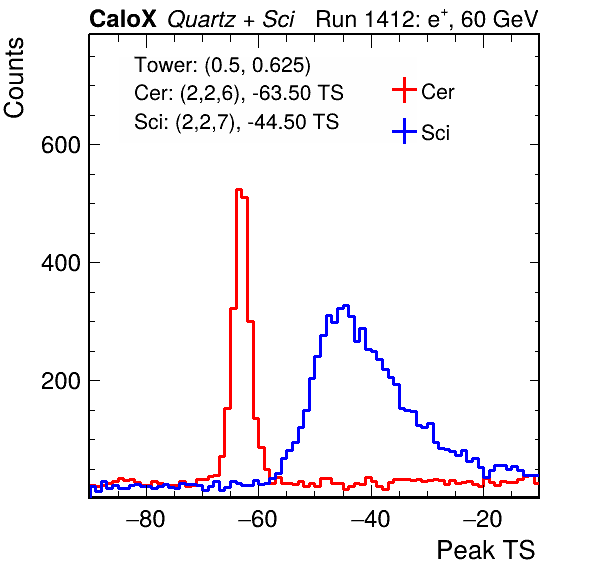 CaloX Quartz + Sci Run 1412: e⁺, 60 GeV
Counts
Tower: (0.5, 0.625)
Cer: (2,2,6), -63.50 TS
Sci: (2,2,7), -44.50 TS
Cer
Sci
600
400
200
−80 −60 −40 −20
Peak TS